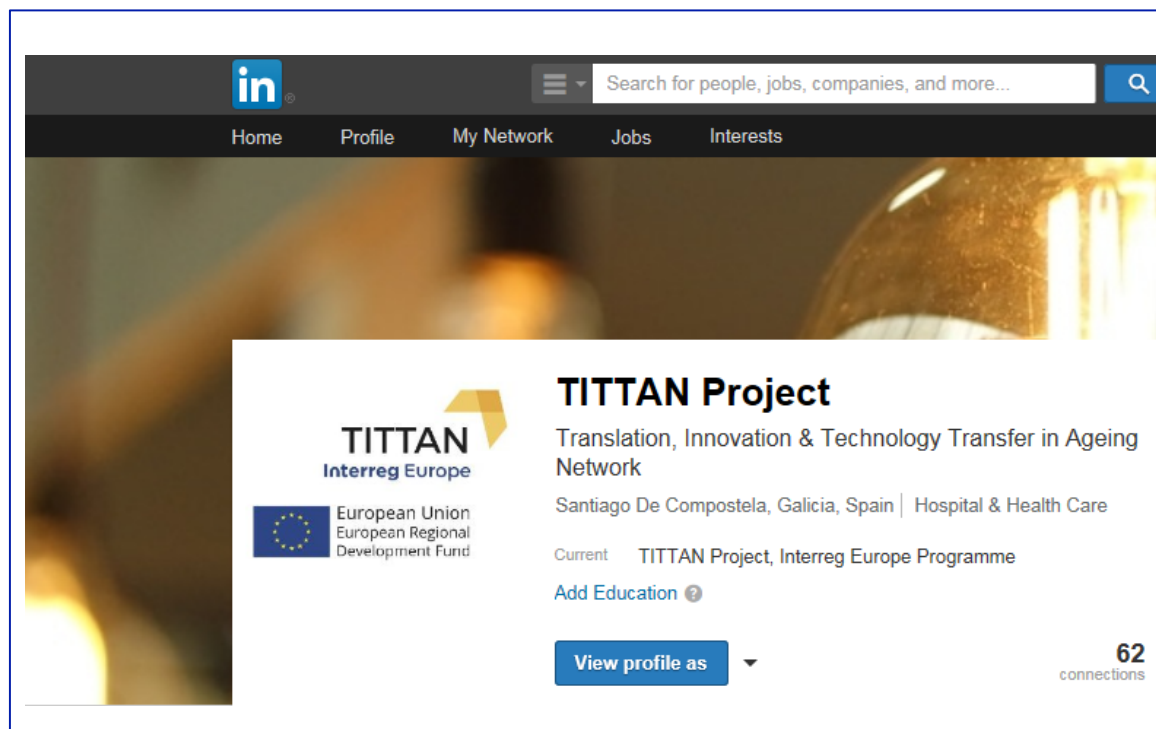 in
Search for people, jobs, companies, and more...
Home Profile My Network Jobs Interests
TITTAN
Interreg Europe
European Union
European Regional
Development Fund
TITTAN Project
Translation, Innovation & Technology Transfer in Ageing
Network
Santiago De Compostela, Galicia, Spain | Hospital & Health Care
Current TITTAN Project, Interreg Europe Programme
Add Education ?
View profile as
62
connections